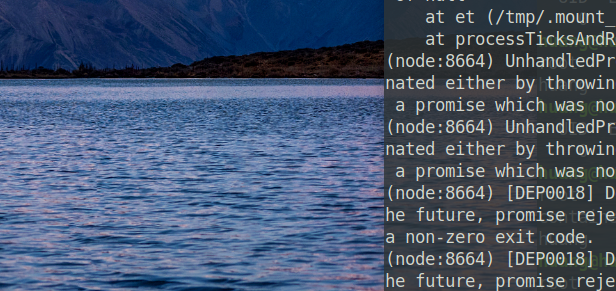 at et (/tmp/.mount_
at processTicksAndR
(node:8664) UnhandledPr
nated either by throwin
a promise which was no
(node:8664) UnhandledPr
nated either by throwin
a promise which was no
(node:8664) [DEP0018] D
he future, promise reje
a non-zero exit code.
(node:8664) [DEP0018] D
he future, promise reje